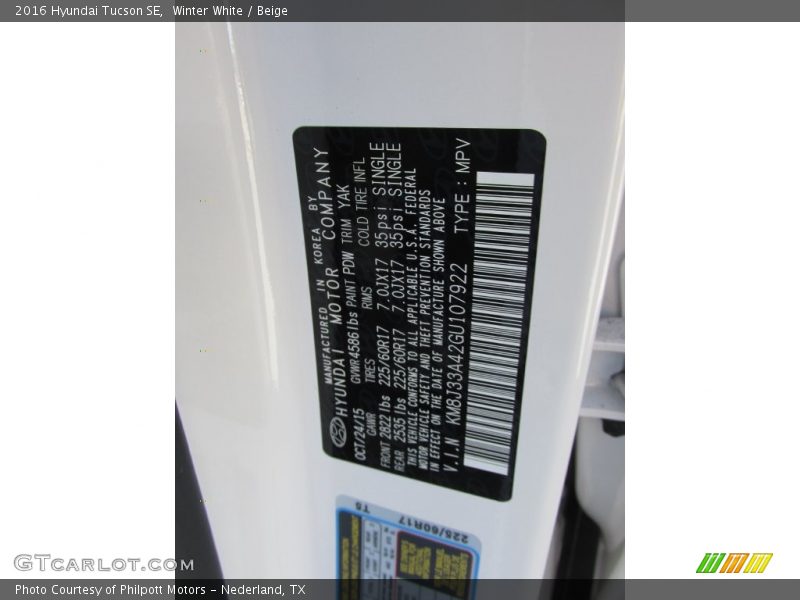 2016 Hyundai Tucson SE,  Winter White / Beige
MANUFACTURED IN KOREA BY
HYUNDAI MOTOR COMPANY
OCT/24/15 GVWR 4586 lbs PAINT PDW TRIM YAK
GAWR TIRES RIMS COLD TIRE INFL
FRONT 2822 lbs 225/60R17 7.0JX17 35psi SINGLE
REAR 2535 lbs 225/60R17 7.0JX17 35psi SINGLE
THIS VEHICLE CONFORMS TO ALL APPLICABLE U.S.A. FEDERAL
MOTOR VEHICLE SAFETY AND THEFT PREVENTION STANDARDS
IN EFFECT ON THE DATE OF MANUFACTURE SHOWN ABOVE
V.I.N KM8J33A42GU107922 TYPE : MPV
225/60R17 T5
GTcarlot.com
Photo Courtesy of Philpott Motors - Nederland, TX